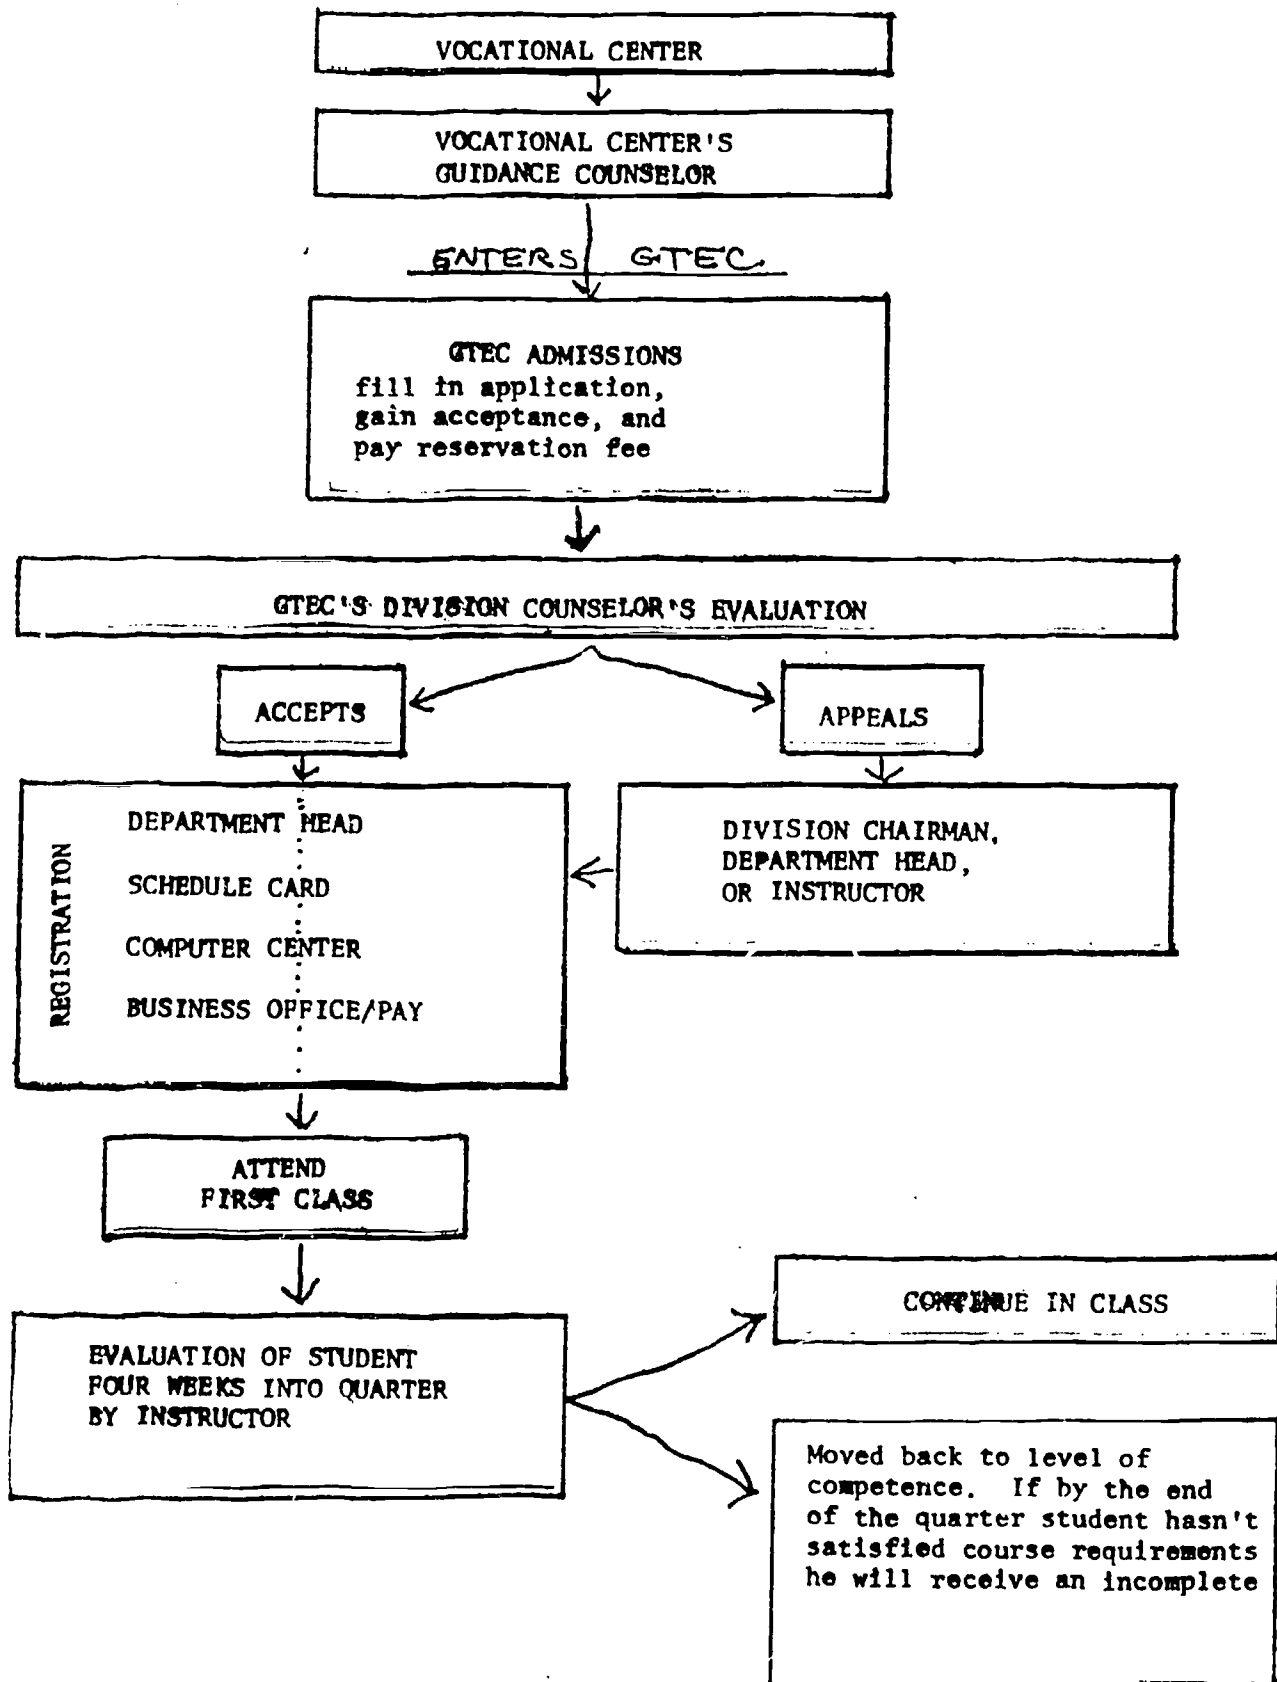 VOCATIONAL CENTER
VOCATIONAL CENTER'S
GUIDANCE COUNSELOR
ENTERS GTEC
GTEC ADMISSIONS
fill in application,
gain acceptance, and
pay reservation fee
GTEC'S DIVISION COUNSELOR'S EVALUATION
ACCEPTS
APPEALS
REGISTRATION
DEPARTMENT HEAD
SCHEDULE CARD
COMPUTER CENTER
BUSINESS OFFICE/PAY
DIVISION CHAIRMAN,
DEPARTMENT HEAD,
OR INSTRUCTOR
ATTEND
FIRST CLASS
EVALUATION OF STUDENT
FOUR WEEKS INTO QUARTER
BY INSTRUCTOR
CONTINUE IN CLASS
Moved back to level of
competence. If by the end
of the quarter student hasn't
satisfied course requirements
he will receive an incomplete